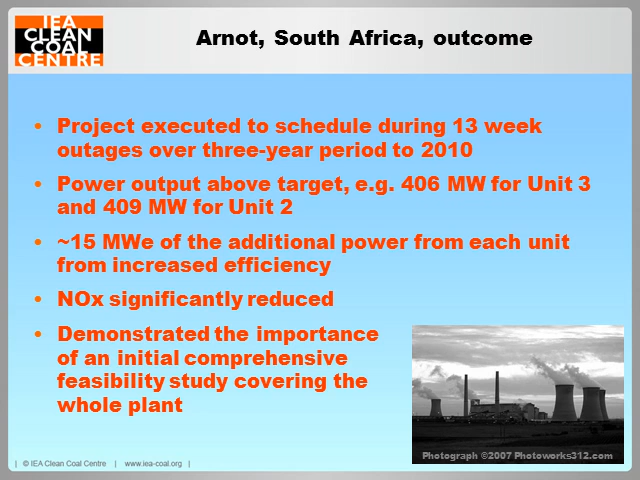 IEA
CLEAN
COAL
CENTRE
Arnot, South Africa, outcome
• Project executed to schedule during 13 week
outages over three-year period to 2010
• Power output above target, e.g. 406 MW for Unit 3
and 409 MW for Unit 2
• ~15 MWe of the additional power from each unit
from increased efficiency
• NOx significantly reduced
• Demonstrated the importance
of an initial comprehensive
feasibility study covering the
whole plant
Photograph ©2007 Photoworks312.com
| © IEA Clean Coal Centre | www.iea-coal.org |